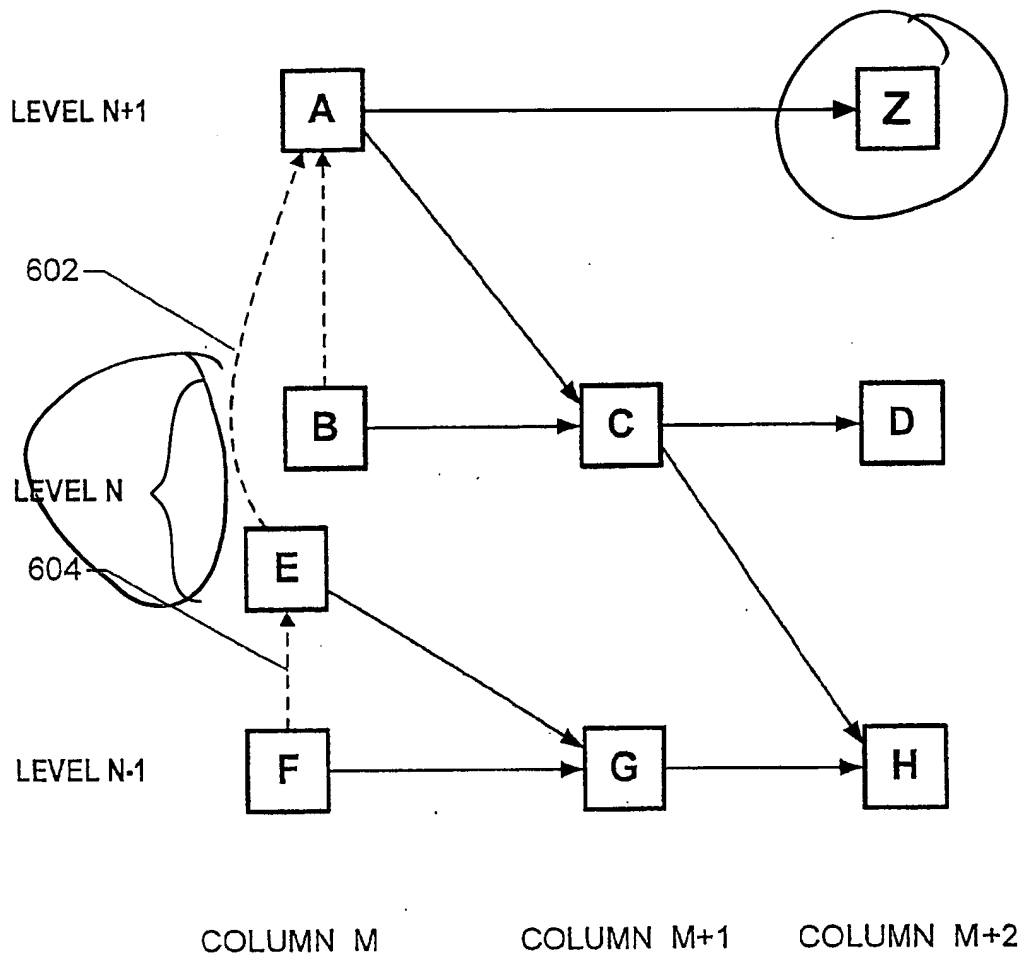 LEVEL N+1
A
Z
602
B
C
D
LEVEL N
604
E
LEVEL N-1
F
G
H
COLUMN M
COLUMN M+1
COLUMN M+2